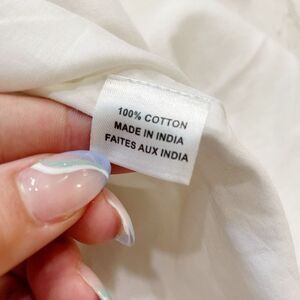 100% COTTON
MADE IN INDIA
FAITES AUX INDIA